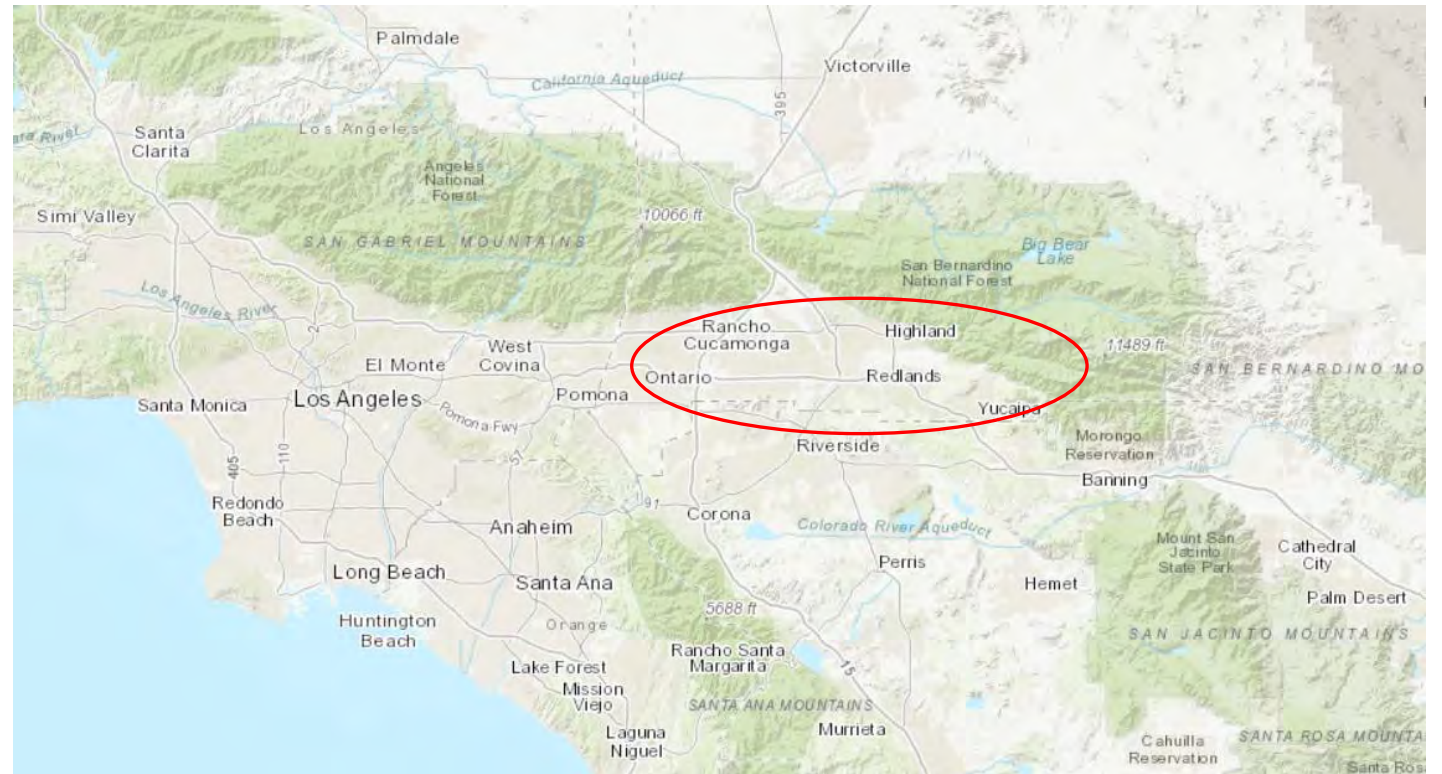 Palmdale
Victorville
California Aqueduct
395
Santa
Clarita
Los Angeles
Angeles
National
Forest
Simi Valley
10066 ft
SAN GABRIEL MOUNTAINS
Big Bear
Lake
San Bernardino
National Forest
Los Angeles River
2
Rancho
Cucamonga
Highland
West
Covina
El Monte
11489 ft
SAN BERNARDINO MO
Ontario
Redlands
Pomona
Santa Monica
Los Angeles
Pomona Fwy
Yucaipa
Riverside
Morongo
Reservation
57
405
110
Banning
Redondo
Beach
91
Corona
Anaheim
Colorado River Aqueduct
Mount San
Jacinto
State Park
Cathedral
City
Long Beach
Santa Ana
Perris
Hemet
Palm Desert
5688 ft
Huntington
Beach
Orange
SAN JACINTO MOUNTAINS
Rancho Santa
Margarita
15
Lake Forest
Mission
Viejo
SANTA ANA MOUNTAINS
Laguna
Niguel
Murrieta
Cahuilla
Reservation
SANTA ROSA MOUNTA
Santa Ros